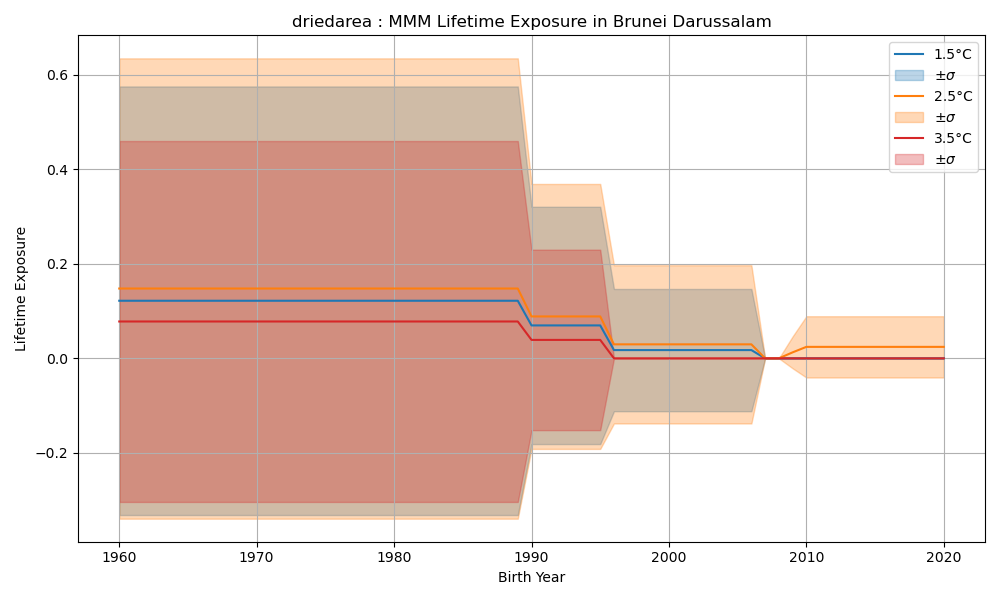 driedarea : MMM Lifetime Exposure in Brunei Darussalam
1.5°C
±σ
2.5°C
±σ
3.5°C
±σ
Lifetime Exposure
0.6
0.4
0.2
0.0
−0.2
1960
1970
1980
1990
2000
2010
2020
Birth Year